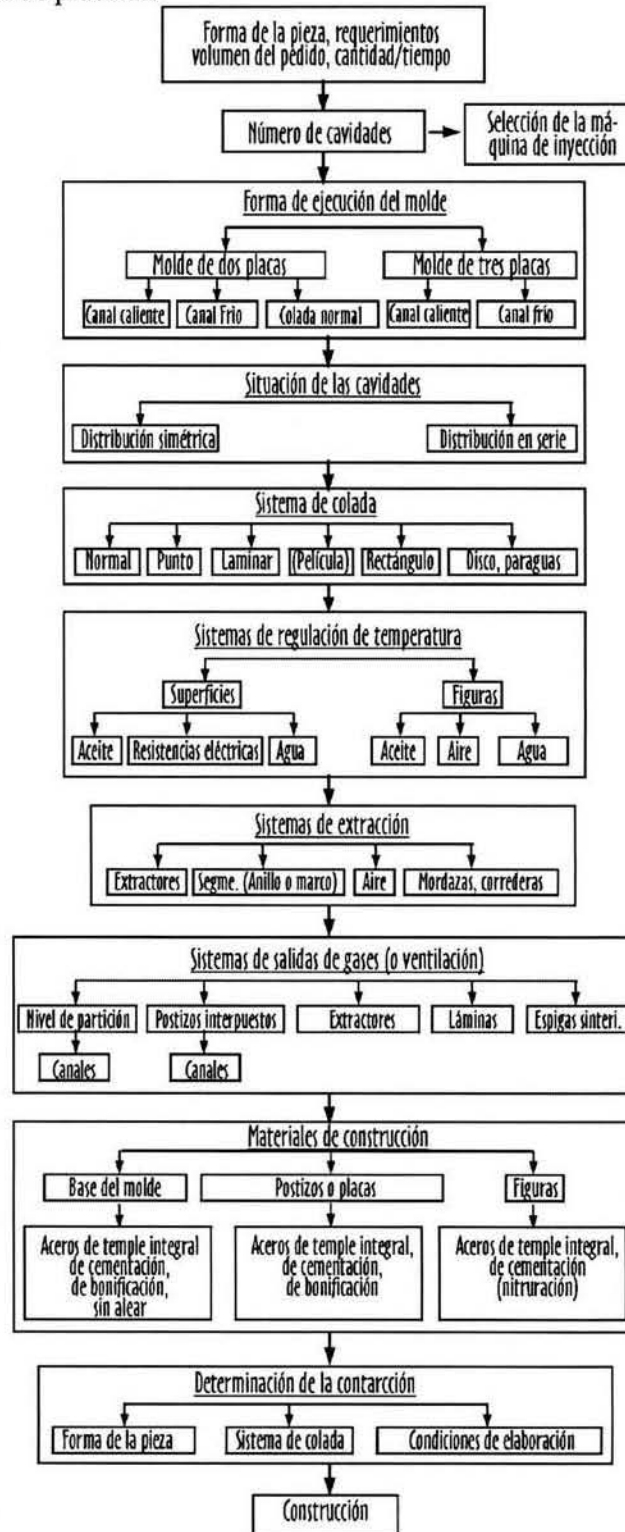 Forma de la pieza, requerimientos
volumen del pedido, cantidad/tiempo
Número de cavidades
Selección de la má-
quina de inyección
Forma de ejecución del molde
Molde de dos placas
Molde de tres placas
Canal caliente
Canal Frio
Colada normal
Canal caliente
Canal frío
Situación de las cavidades
Distribución simétrica
Distribución en serie
Sistema de colada
Normal
Punto
Laminar
(Película)
Rectángulo
Disco, paraguas
Sistemas de regulación de temperatura
Superficies
Figuras
Aceite
Resistencias eléctricas
Agua
Aceite
Aire
Agua
Sistemas de extracción
Extractores
Segme. (Anillo o marco)
Aire
Mordazas, correderas
Sistemas de salidas de gases (o ventilación)
Nivel de partición
Postizos interpuestos
Extractores
Láminas
Espigas sinteri.
Canales
Canales
Materiales de construcción
Base del molde
Postizos o placas
Figuras
Aceros de temple integral
de cementación,
de bonificación,
sin alear
Aceros de temple integral,
de cementación,
de bonificación
Aceros de temple integral,
de cementación
(nitruración)
Determinación de la contarcción
Forma de la pieza
Sistema de colada
Condiciones de elaboración
Construcción